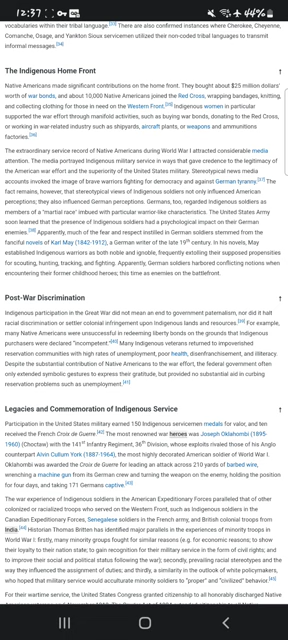 12:37
44%
vocabularies within their tribal language.[33] There are also confirmed instances where Cherokee, Cheyenne,
Comanche, Osage, and Yankton Sioux servicemen utilized their non-coded tribal languages to transmit
informal messages.[34]
The Indigenous Home Front ↑
Native Americans made significant contributions on the home front. They bought about $25 million dollars'
worth of war bonds, and about 10,000 Native Americans joined the Red Cross, wrapping bandages, knitting,
and collecting clothing for those in need on the Western Front.[35] Indigenous women in particular
supported the war effort through manifold activities, such as buying war bonds, donating to the Red Cross,
or working in war-related industry such as shipyards, aircraft plants, or weapons and ammunitions
factories.[36]
The extraordinary service record of Native Americans during World War I attracted considerable media
attention. The media portrayed Indigenous military service in ways that gave credence to the legitimacy of
the American war effort and the superiority of the United States military. Stereotyped news media
accounts invoked the image of brave warriors fighting for democracy against German tyranny.[37] The
fact remains, however, that stereotypical views of Indigenous soldiers not only influenced American
perceptions; they also influenced German perceptions. Germans, too, regarded Indigenous soldiers as
members of a "martial race" imbued with particular warrior-like characteristics. The United States Army
soon learned that the presence of Indigenous soldiers had a psychological impact on their German
enemies.[38] Apparently, much of the fear and respect instilled in German soldiers stemmed from the
fanciful novels of Karl May (1842-1912), a German writer of the late 19th century. In his novels, May
established Indigenous warriors as both noble and ignoble, frequently extolling their supposed propensities
for scouting, hunting, tracking, and fighting. Apparently, German soldiers harbored conflicting notions when
encountering their former childhood heroes; this time as enemies on the battlefront.
Post-War Discrimination ↑
Indigenous participation in the Great War did not mean an end to government paternalism, nor did it halt
racial discrimination or settler colonial infringement upon Indigenous lands and resources.[39] For example,
many Native Americans were unsuccessful in redeeming liberty bonds on the grounds that Indigenous
purchasers were declared "incompetent."[40] Many Indigenous veterans returned to impoverished
reservation communities with high rates of unemployment, poor health, disenfranchisement, and illiteracy.
Despite the substantial contribution of Native Americans to the war effort, the federal government often
only extended symbolic gestures to express their gratitude, but provided no substantial aid in curbing
reservation problems such as unemployment.[41]
Legacies and Commemoration of Indigenous Service ↑
Participation in the United States military earned 150 Indigenous servicemen medals for valor, and ten
received the French Croix de Guerre.[42] The most renowned war heroes was Joseph Oklahombi (1895-
1960) (Choctaw) with the 141st Infantry Regiment, 36th Division, whose exploits rivaled those of his Anglo
counterpart Alvin Cullum York (1887-1964), the most highly decorated American soldier of World War I.
Oklahombi was awarded the Croix de Guerre for leading an attack across 210 yards of barbed wire,
wrenching a machine gun from its German crew and turning the weapon on the enemy, holding the position
for four days, and taking 171 Germans captive.[43]
The war experience of Indigenous soldiers in the American Expeditionary Forces paralleled that of other
colonized or racialized troops who served on the Western Front, such as Indigenous soldiers in the
Canadian Expeditionary Forces, Senegalese soldiers in the French army, and British colonial troops from
India.[44] Historian Thomas Britten has identified major parallels in the experiences of minority troops in
World War I: firstly, many minority groups fought for similar reasons (e.g. for economic reasons; to show
their loyalty to their nation state; to gain recognition for their military service in the form of civil rights; and
to improve their social and political status following the war); secondly, prevailing racial stereotypes and the
way they influenced the assignment of duties; and thirdly, a similarity in the outlook of white policymakers,
who hoped that military service would acculturate minority soldiers to "proper" and "civilized" behavior.[45]
For their wartime service, the United States Congress granted citizenship to all honorably discharged Native